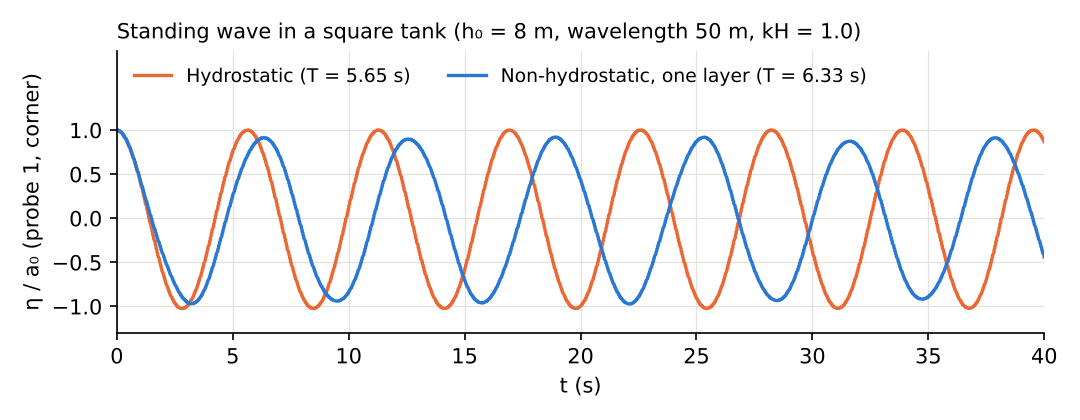 Standing wave in a square tank (h₀ = 8 m, wavelength 50 m, kH = 1.0)
Hydrostatic (T = 5.65 s)
Non-hydrostatic, one layer (T = 6.33 s)
η / a₀ (probe 1, corner)
1.0
0.5
0.0
−0.5
−1.0
0 5 10 15 20 25 30 35 40
t (s)